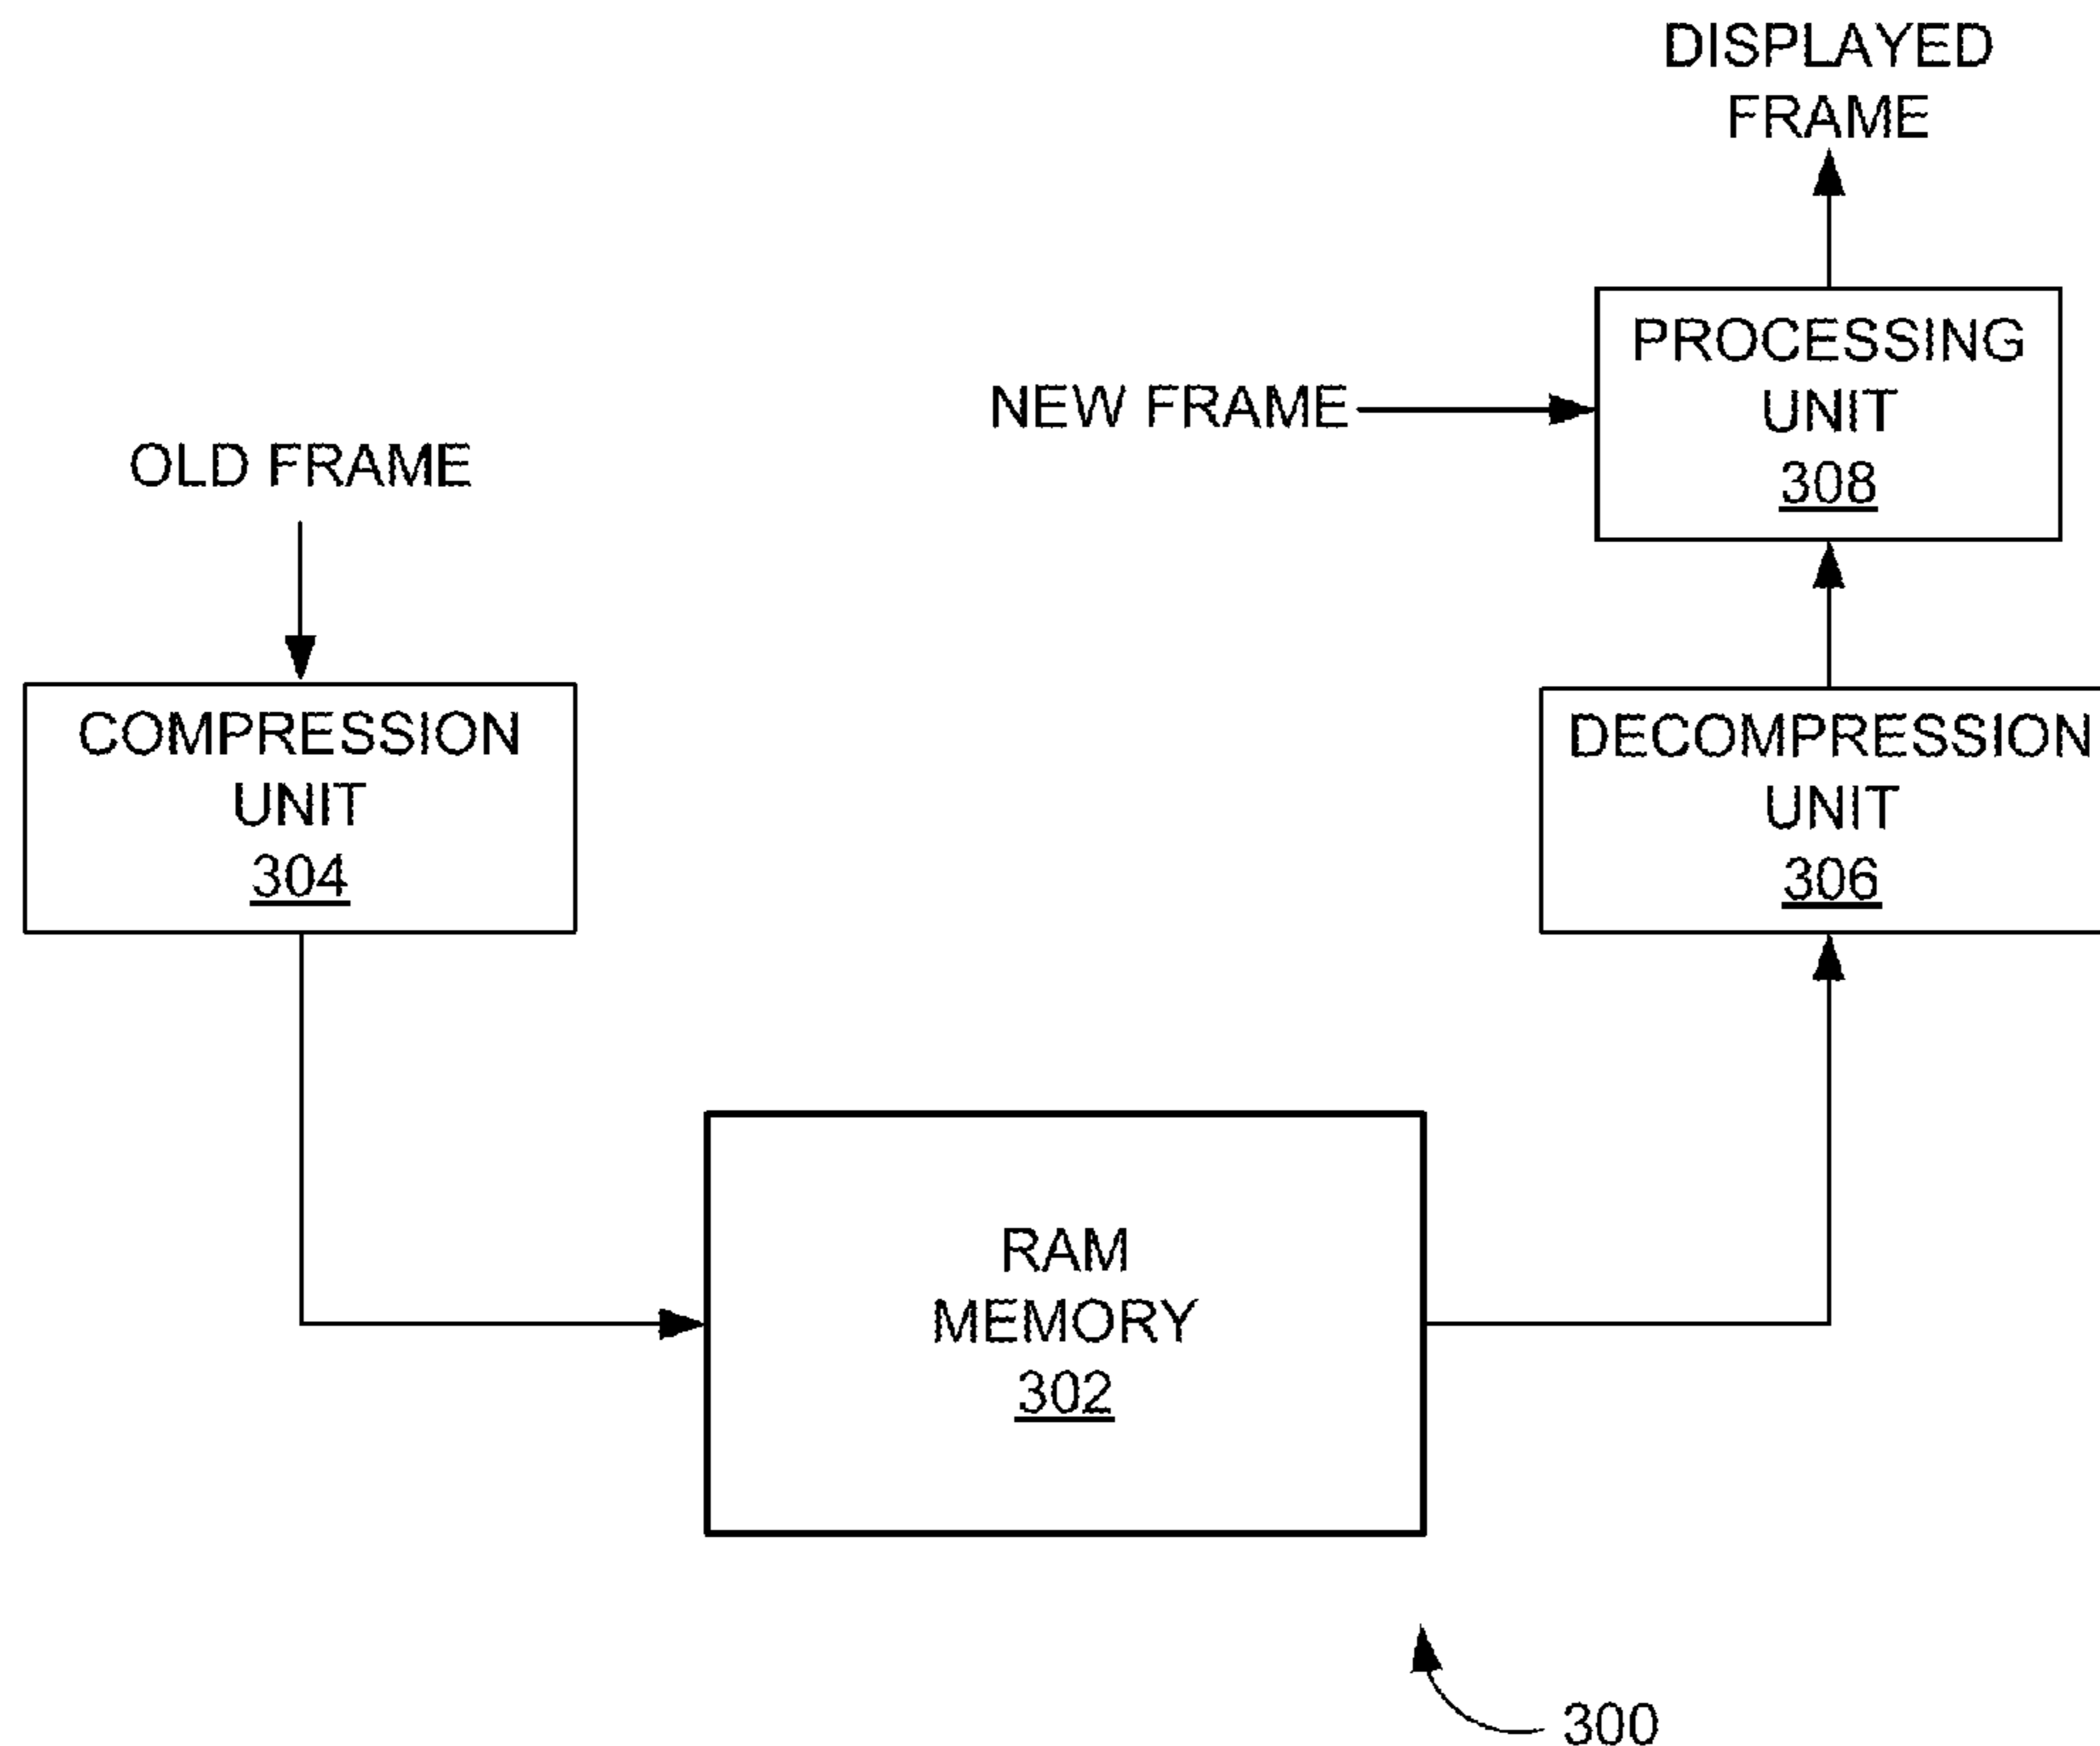 DISPLAYED
FRAME
PROCESSING
UNIT
308
NEW FRAME
OLD FRAME
COMPRESSION
UNIT
304
DECOMPRESSION
UNIT
306
RAM
MEMORY
302
300